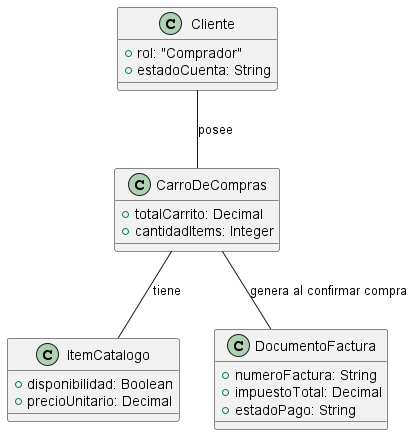 C Cliente
rol: "Comprador"
estadoCuenta: String
posee
C CarroDeCompras
totalCarrito: Decimal
cantidadItems: Integer
tiene
genera al confirmar compra
C ItemCatalogo
disponibilidad: Boolean
precioUnitario: Decimal
C DocumentoFactura
numeroFactura: String
impuestoTotal: Decimal
estadoPago: String